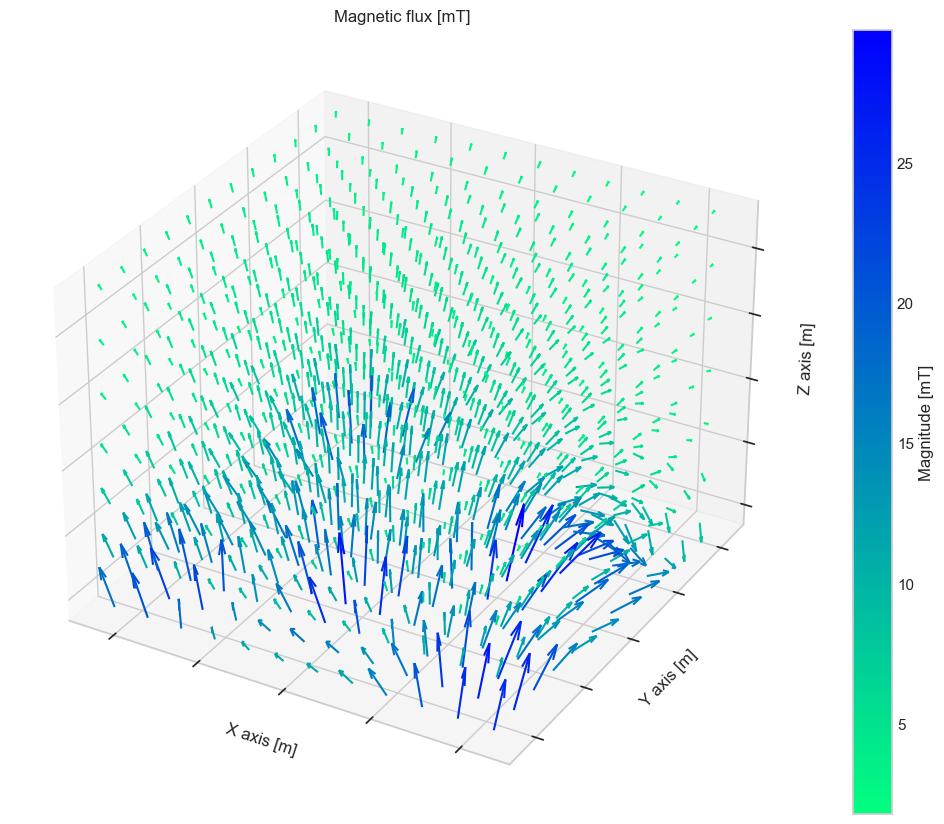 Magnetic flux [mT]
25
20
15
10
5
Magnitude [mT]
Z axis [m]
Y axis [m]
X axis [m]